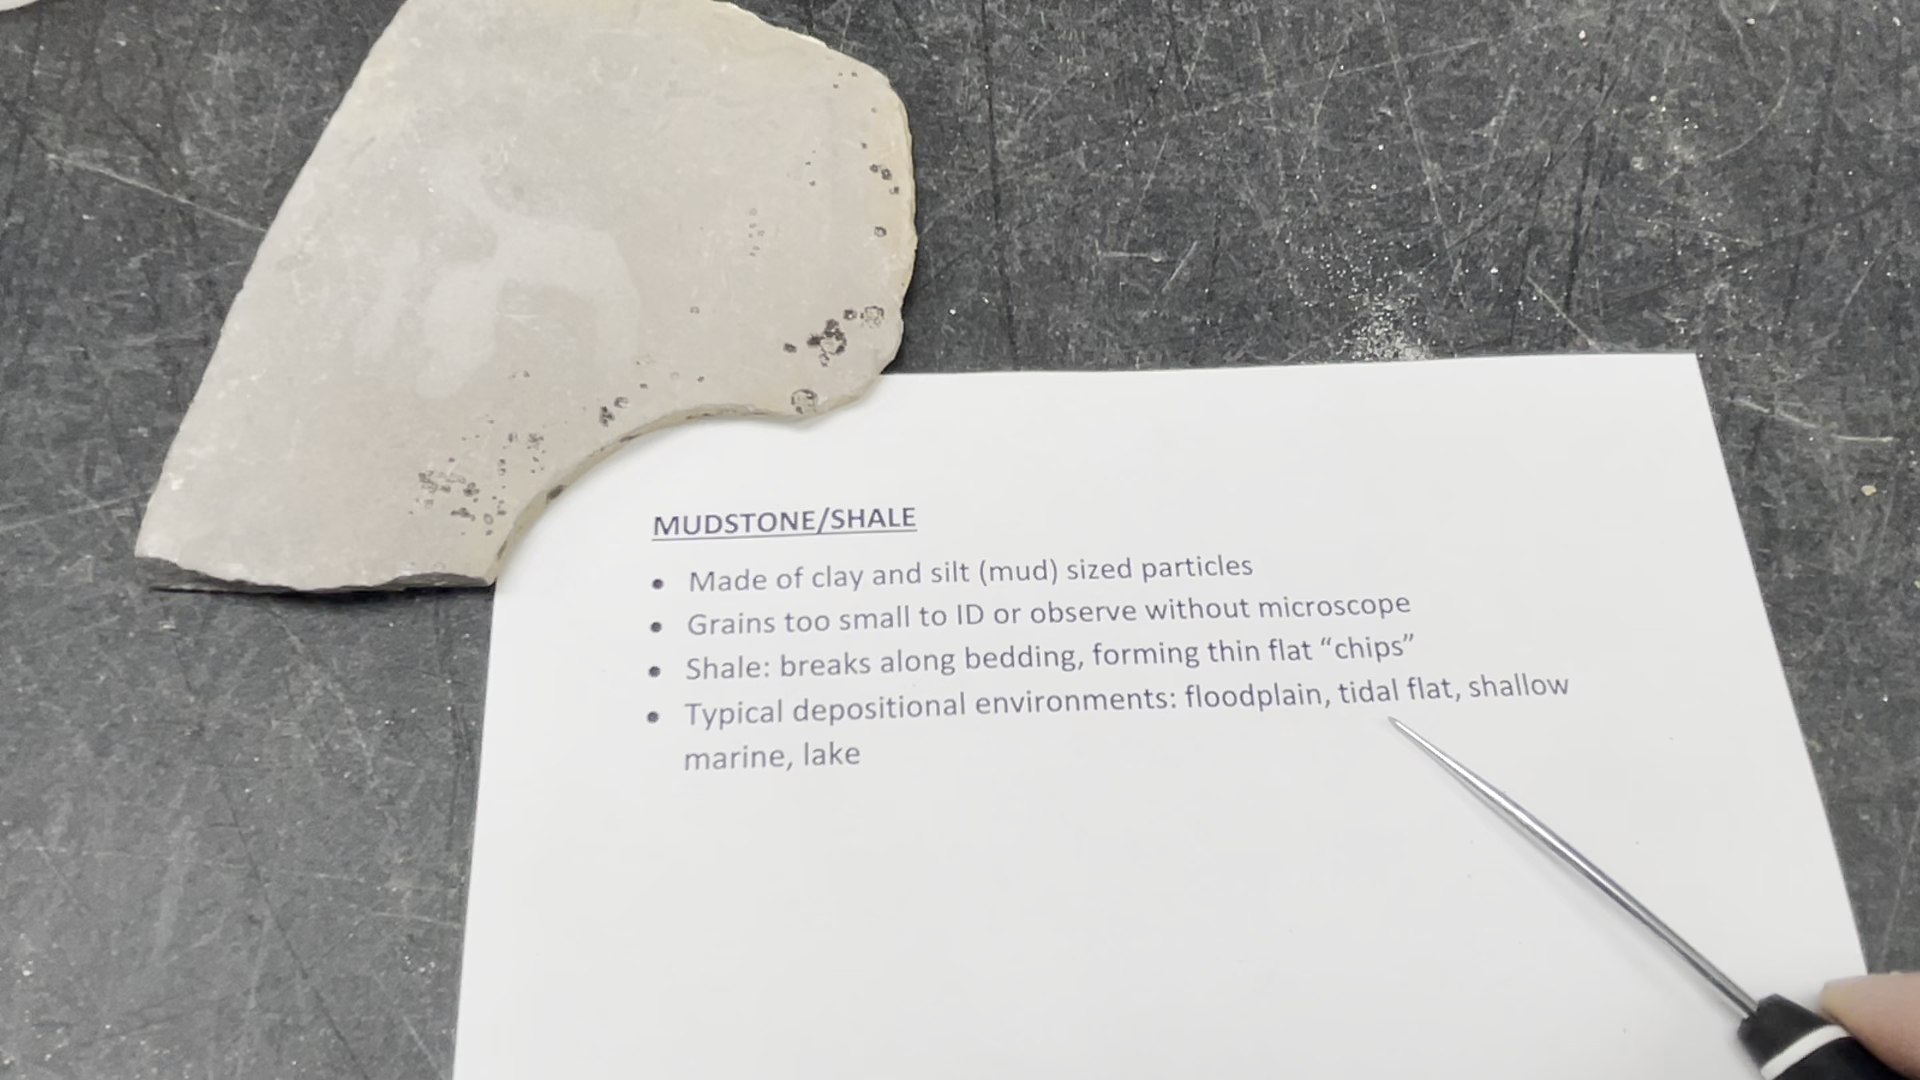 MUDSTONE/SHALE
• Made of clay and silt (mud) sized particles
• Grains too small to ID or observe without microscope
• Shale: breaks along bedding, forming thin flat “chips”
• Typical depositional environments: floodplain, tidal flat, shallow
marine, lake